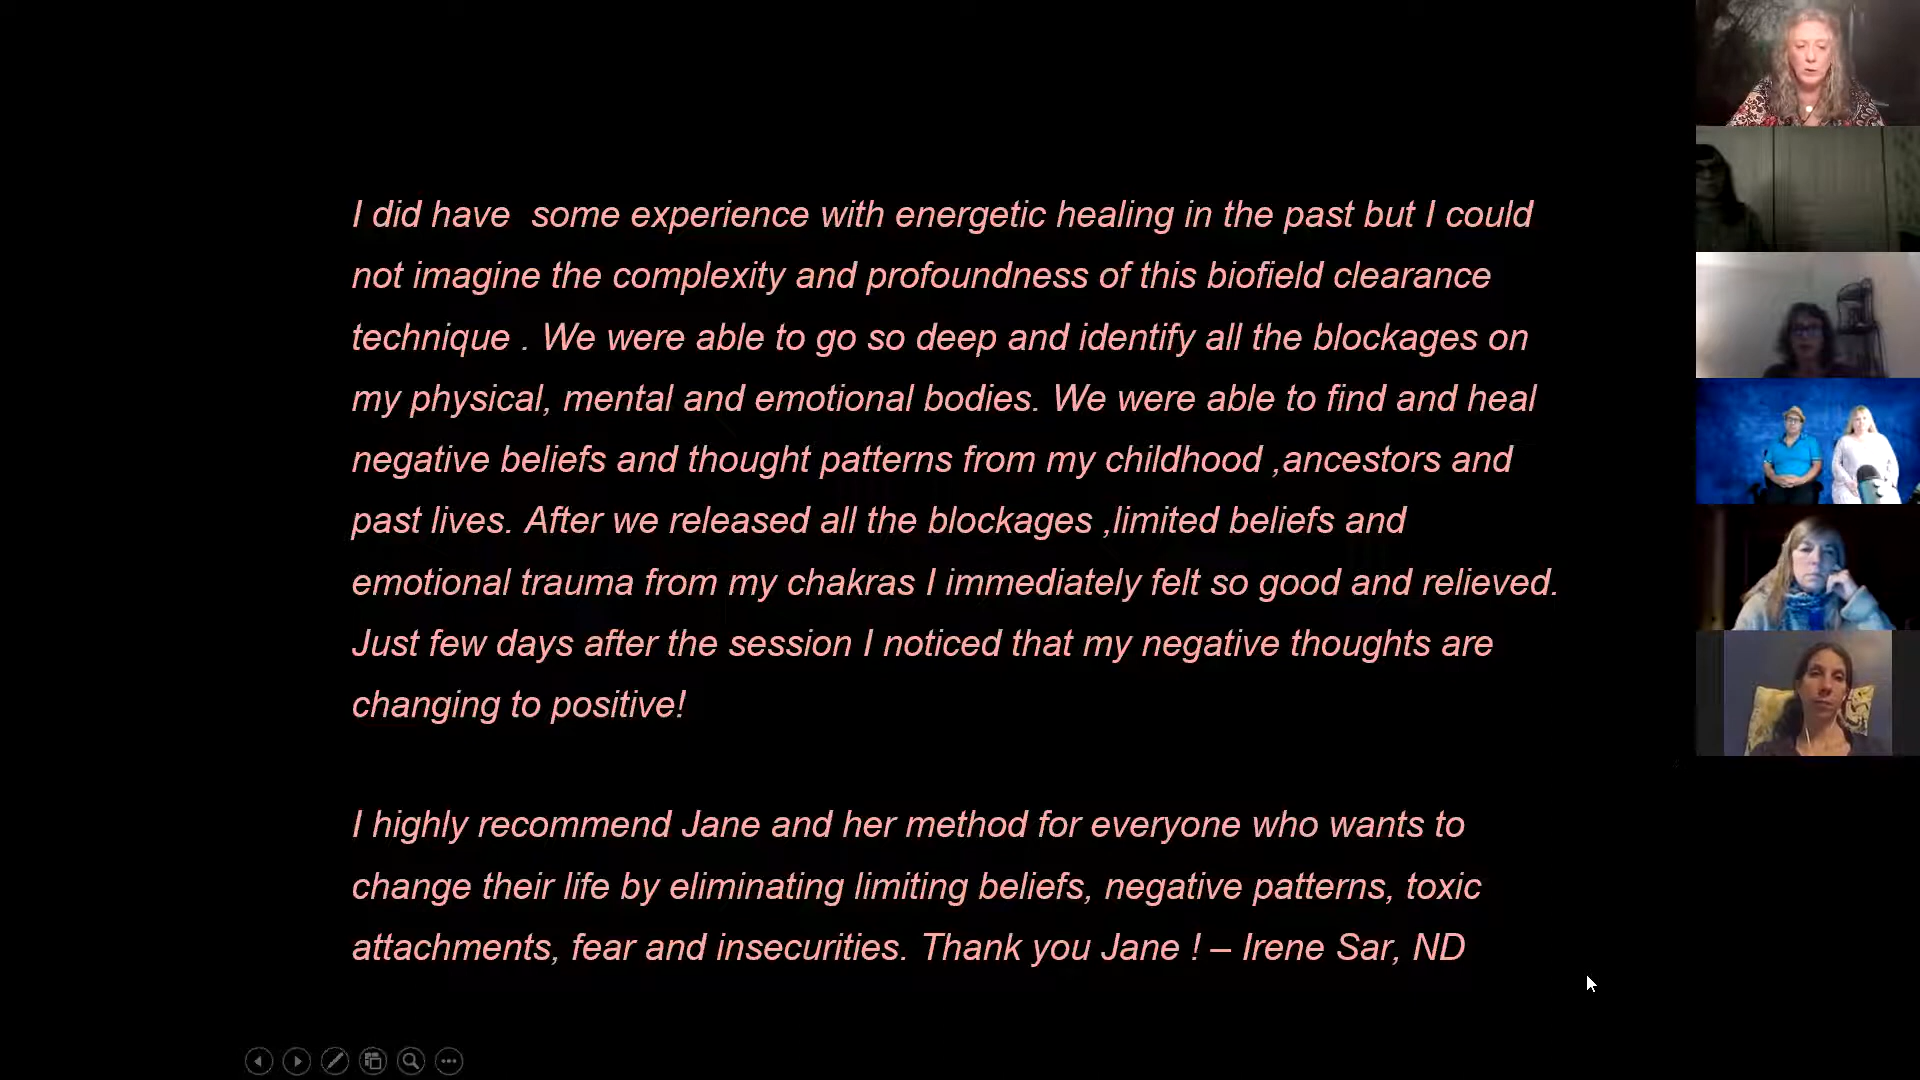 I did have  some experience with energetic healing in the past but I could
not imagine the complexity and profoundness of this biofield clearance
technique . We were able to go so deep and identify all the blockages on
my physical, mental and emotional bodies. We were able to find and heal
negative beliefs and thought patterns from my childhood ,ancestors and
past lives. After we released all the blockages ,limited beliefs and
emotional trauma from my chakras I immediately felt so good and relieved.
Just few days after the session I noticed that my negative thoughts are
changing to positive!
I highly recommend Jane and her method for everyone who wants to
change their life by eliminating limiting beliefs, negative patterns, toxic
attachments, fear and insecurities. Thank you Jane ! – Irene Sar, ND